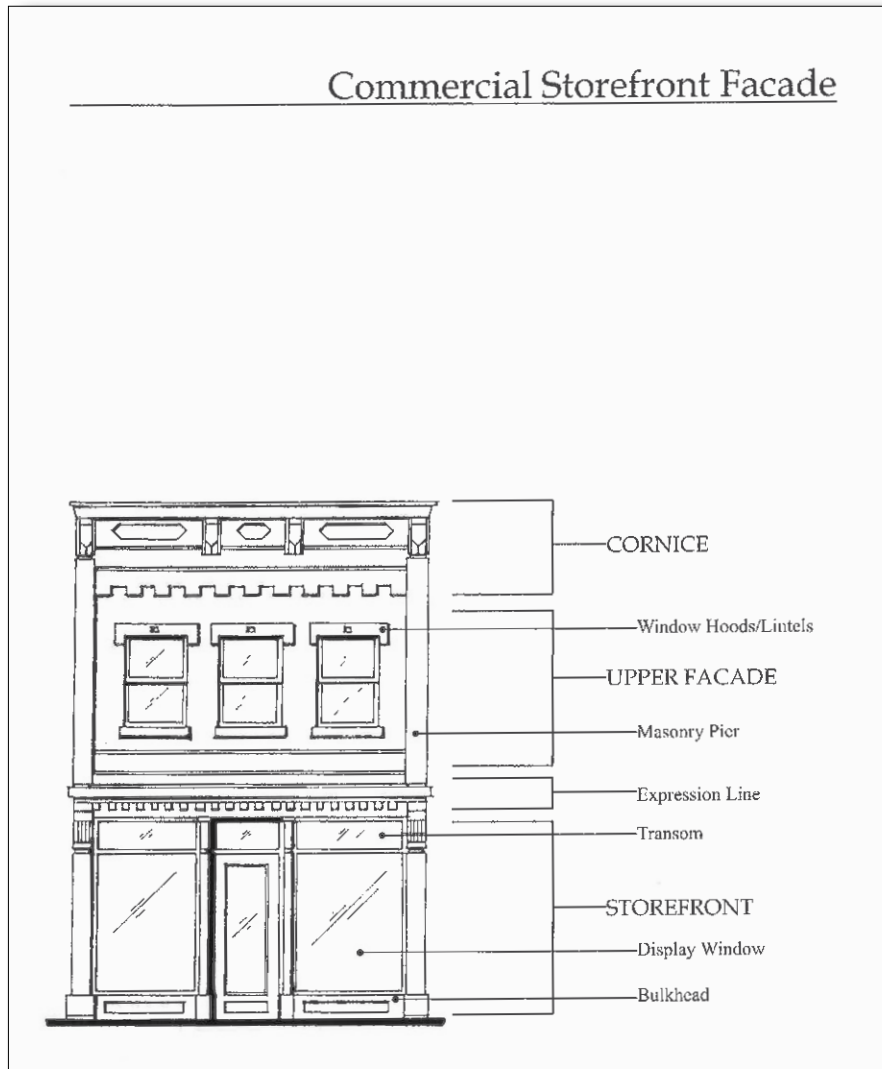 Commercial Storefront Facade
CORNICE
Window Hoods/Lintels
UPPER FACADE
Masonry Pier
Expression Line
Transom
STOREFRONT
Display Window
Bulkhead